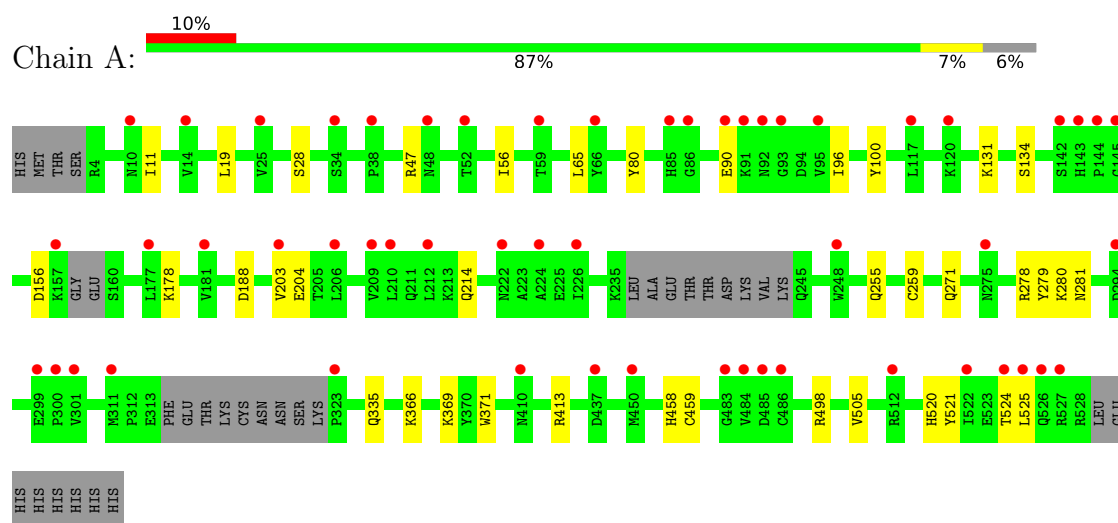 10%
Chain A:
87% 7% 6%
HIS MET THR SER R4 N10 I11 V14 L19 V25 S28 S34 P38 R47 N48 T52 I56 T59 L65 Y66 Y80 H85 G86 E90 K91 N92 G93 D94 V95 I96 Y100 L117 K120 K131 S134 S142 H143 P144
D156 K157 GLY GLU S160 L177 K178 V181 D188 V203 E204 T205 L206 V209 L210 Q211 L212 K213 Q214 N222 A223 A224 E225 I226 K235 LEU ALA GLU THR THR ASP LYS VAL LYS Q245 W248 Q255 C259 Q271 N275 R278 Y279 K280 N281
E299 P300 V301 M311 P312 E313 PHE GLU THR LYS CYS ASN ASN SER LYS P323 Q335 K366 K369 Y370 W371 N410 R413 D437 M450 H458 C459 G483 V484 D485 C486 R498 V505 R512 H520 Y521 I522 E523 T524 L525 Q526 R527 R528 LEU
HIS HIS HIS HIS HIS HIS